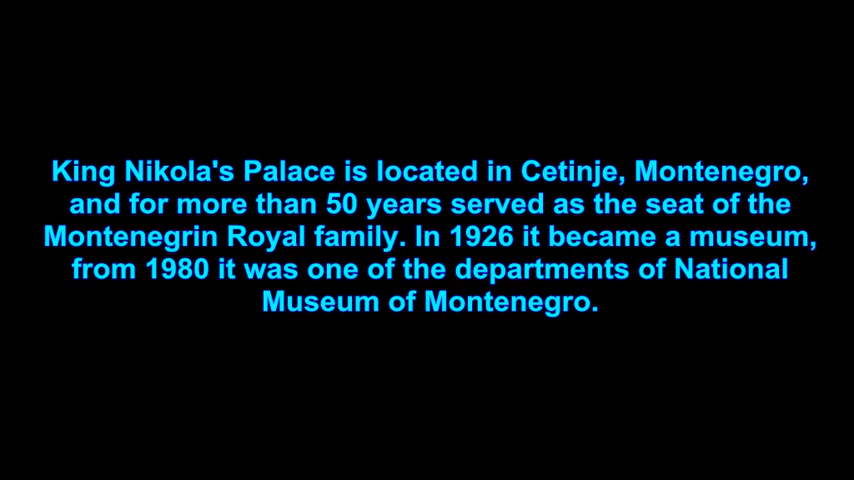 King Nikola's Palace is located in Cetinje, Montenegro,
and for more than 50 years served as the seat of the
Montenegrin Royal family. In 1926 it became a museum,
from 1980 it was one of the departments of National
Museum of Montenegro.